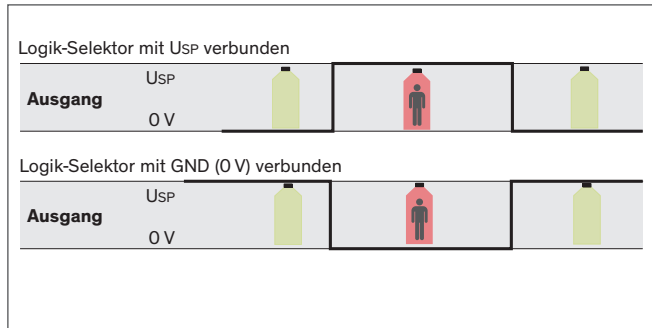 Logik-Selektor mit USP verbunden
USP
Ausgang
0 V
Logik-Selektor mit GND (0 V) verbunden
USP
Ausgang
0 V